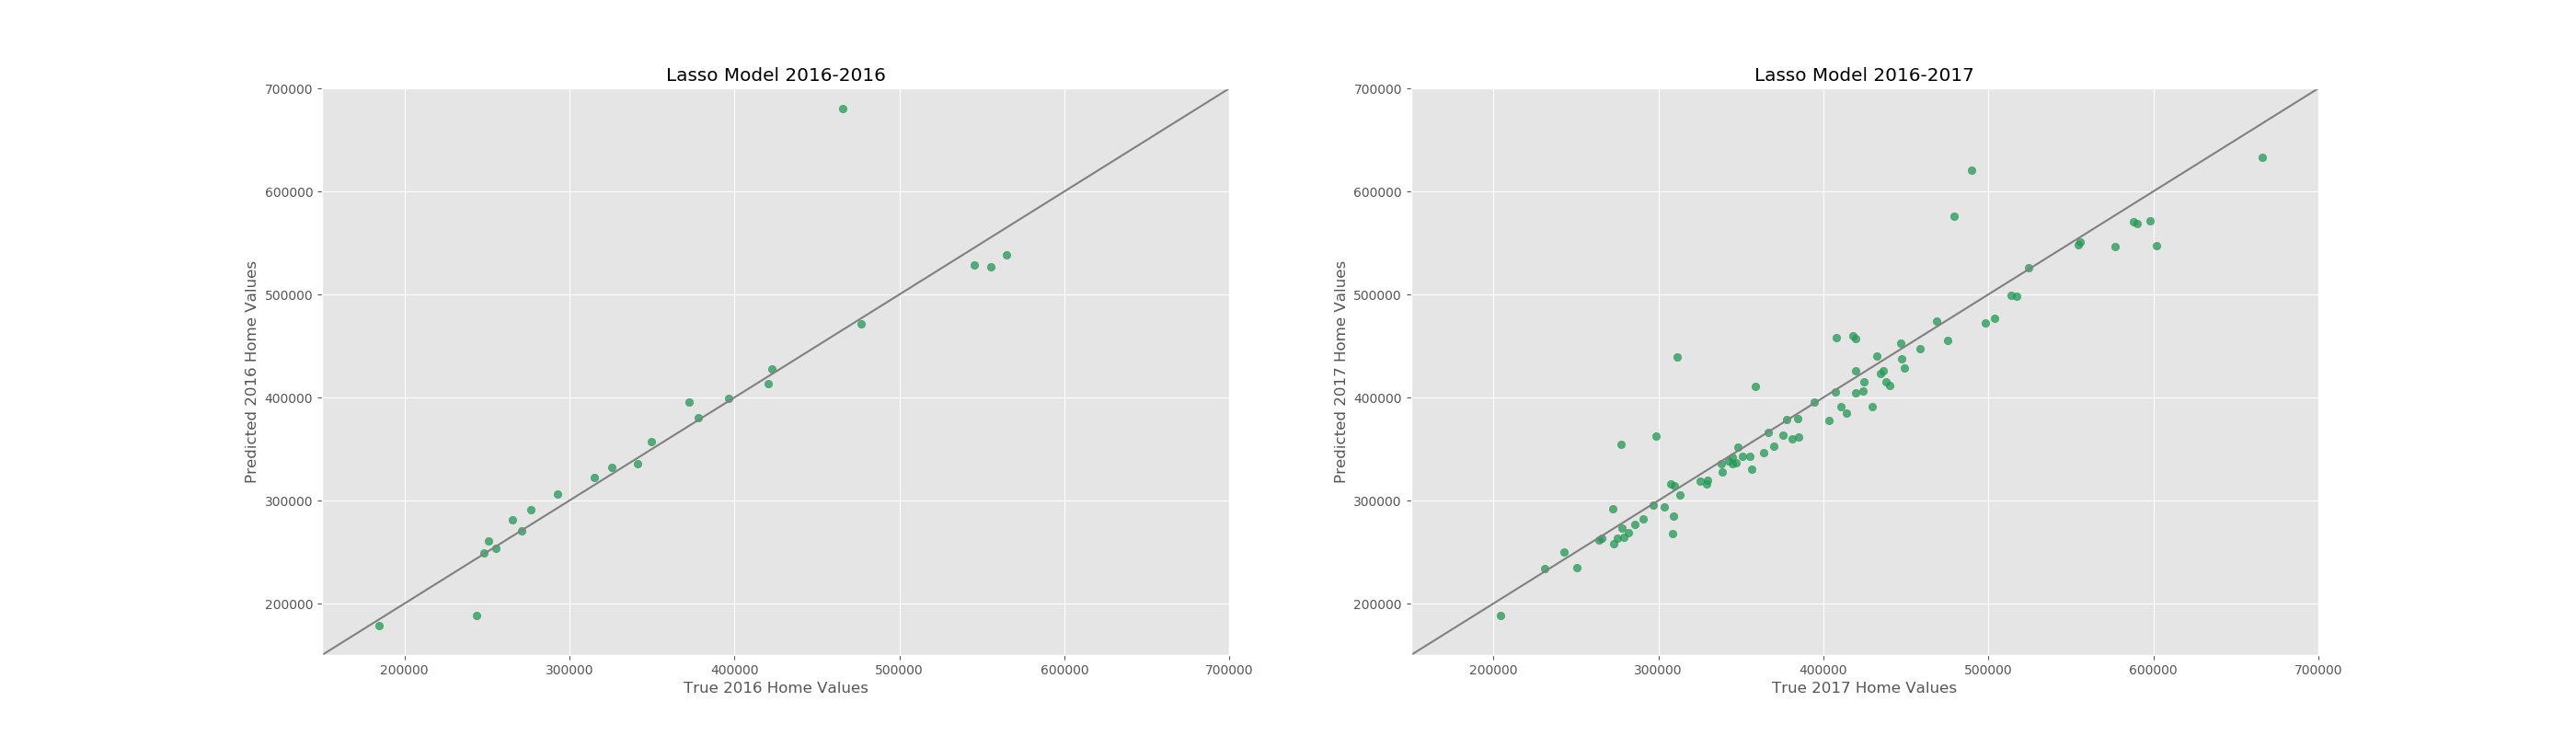 Lasso Model 2016-2016
700000
600000
500000
400000
300000
200000
Predicted 2016 Home Values
200000 300000 400000 500000 600000 700000
True 2016 Home Values
Lasso Model 2016-2017
700000
600000
500000
400000
300000
200000
Predicted 2017 Home Values
200000 300000 400000 500000 600000 700000
True 2017 Home Values